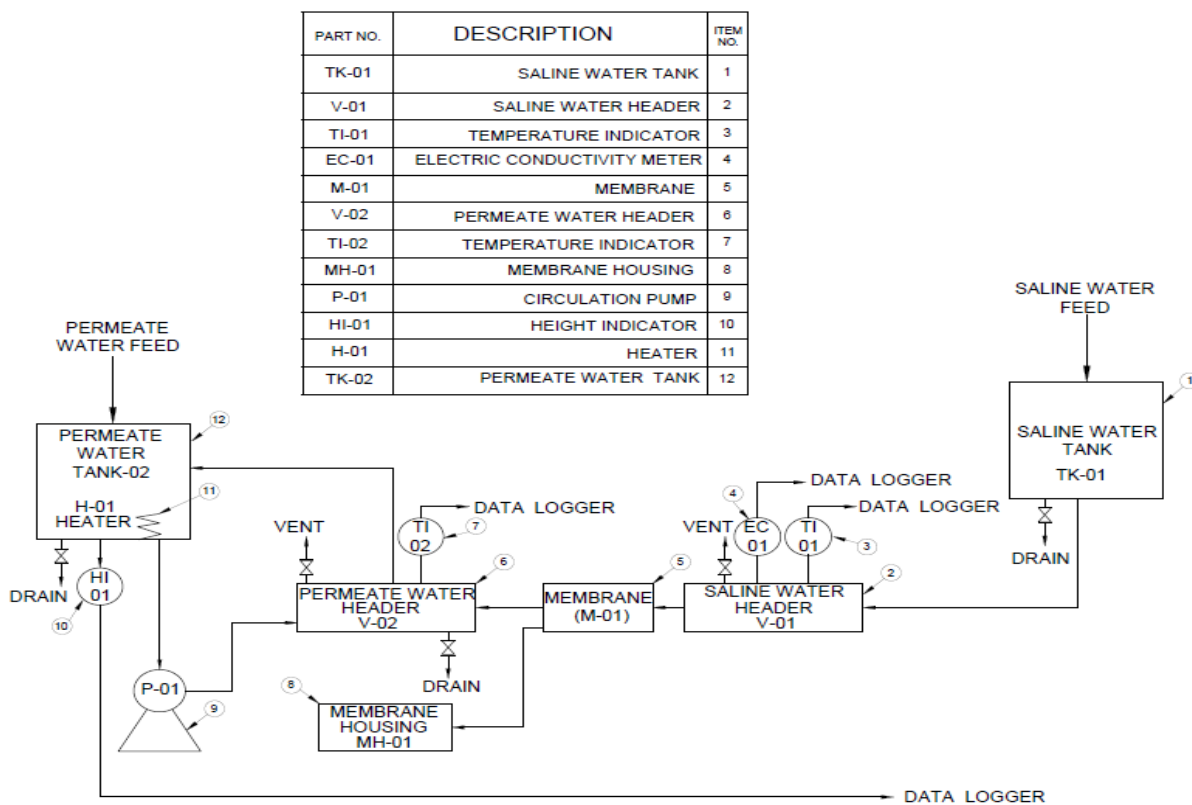 PART NO. DESCRIPTION ITEM NO.
TK-01 SALINE WATER TANK 1
V-01 SALINE WATER HEADER 2
TI-01 TEMPERATURE INDICATOR 3
EC-01 ELECTRIC CONDUCTIVITY METER 4
M-01 MEMBRANE 5
V-02 PERMEATE WATER HEADER 6
TI-02 TEMPERATURE INDICATOR 7
MH-01 MEMBRANE HOUSING 8
P-01 CIRCULATION PUMP 9
HI-01 HEIGHT INDICATOR 10
H-01 HEATER 11
TK-02 PERMEATE WATER TANK 12
PERMEATE
WATER FEED
SALINE WATER
FEED
12
PERMEATE
WATER
TANK-02
H-01
HEATER
11
DRAIN
HI
01
10
P-01
9
VENT
TI
02
7
DATA LOGGER
6
PERMEATE WATER
HEADER
V-02
DRAIN
8
MEMBRANE
HOUSING
MH-01
5
MEMBRANE
(M-01)
VENT
4
EC
01
DATA LOGGER
TI
01
DATA LOGGER
3
2
SALINE WATER
HEADER
V-01
1
SALINE WATER
TANK
TK-01
DRAIN
DATA LOGGER